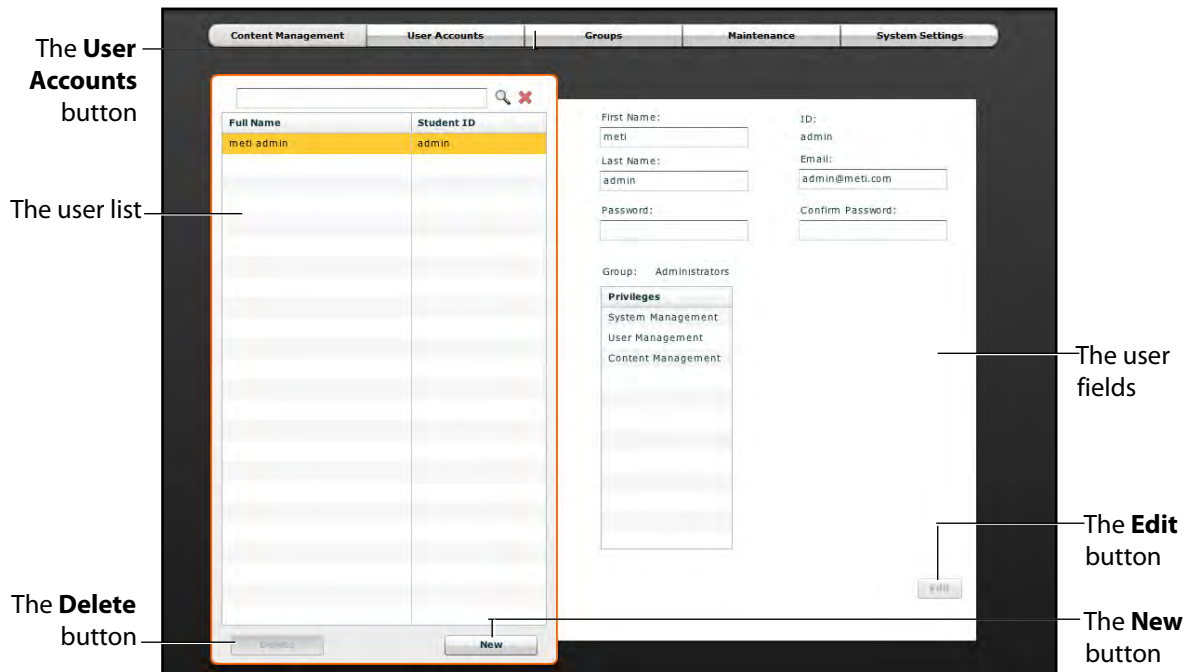 Content Management User Accounts Groups Maintenance System Settings
The User
Accounts
button
Full Name Student ID
meti admin admin
The user list
First Name: ID:
meti admin
Last Name: Email:
admin admin@meti.com
Password: Confirm Password:
Group: Administrators
Privileges
System Management
User Management
Content Management
The user
fields
The Edit
button
Edit
The Delete
button
Delete New
The New
button